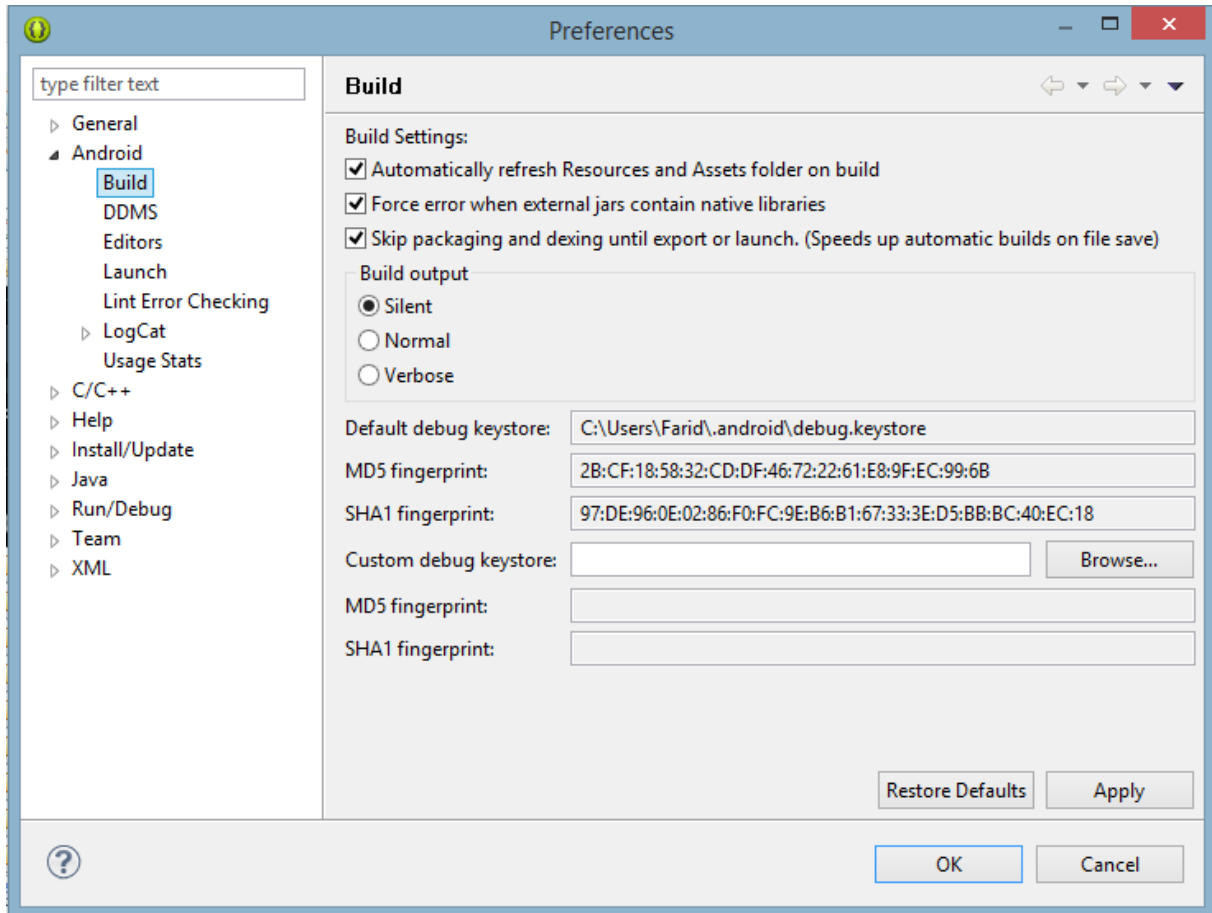 Preferences
type filter text
General
Android
Build
DDMS
Editors
Launch
Lint Error Checking
LogCat
Usage Stats
C/C++
Help
Install/Update
Java
Run/Debug
Team
XML
Build
Build Settings:
Automatically refresh Resources and Assets folder on build
Force error when external jars contain native libraries
Skip packaging and dexing until export or launch. (Speeds up automatic builds on file save)
Build output
Silent
Normal
Verbose
Default debug keystore: C:\Users\Farid\.android\debug.keystore
MD5 fingerprint: 2B:CF:18:58:32:CD:DF:46:72:22:61:E8:9F:EC:99:6B
SHA1 fingerprint: 97:DE:96:0E:02:86:F0:FC:9E:B6:B1:67:33:3E:D5:BB:BC:40:EC:18
Custom debug keystore: Browse...
MD5 fingerprint:
SHA1 fingerprint:
Restore Defaults Apply
OK Cancel